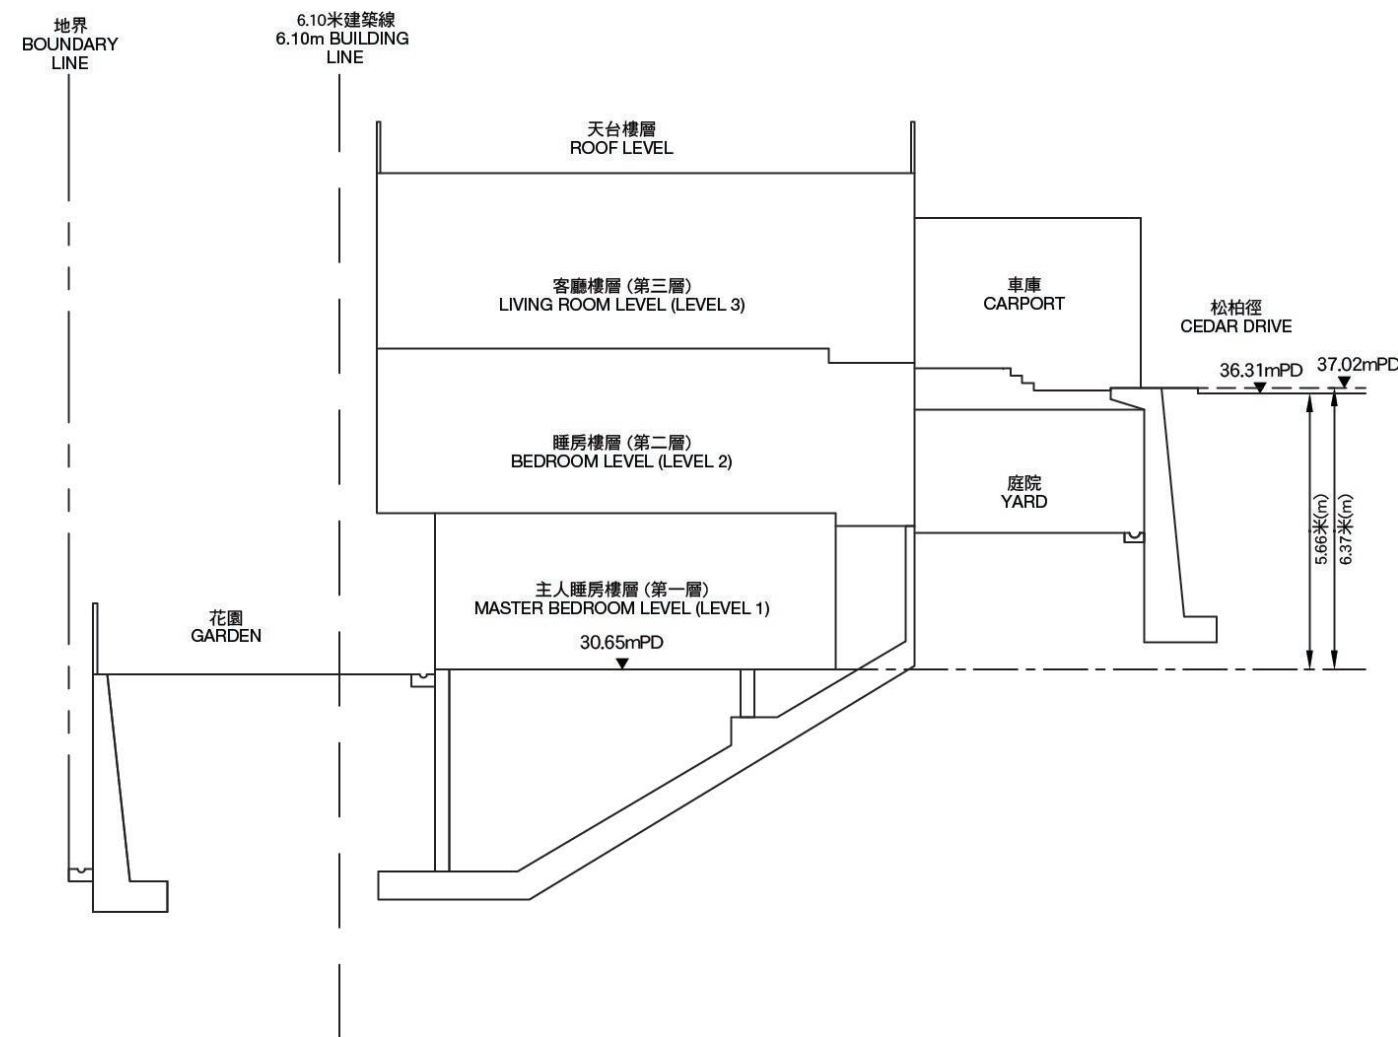 地界
BOUNDARY
LINE
6.10米建築線
6.10m BUILDING
LINE
天台樓層
ROOF LEVEL
客廳樓層 (第三層)
LIVING ROOM LEVEL (LEVEL 3)
車庫
CARPORT
松柏徑
CEDAR DRIVE
36.31mPD
37.02mPD
睡房樓層 (第二層)
BEDROOM LEVEL (LEVEL 2)
庭院
YARD
5.66米(m)
6.37米(m)
主人睡房樓層 (第一層)
MASTER BEDROOM LEVEL (LEVEL 1)
30.65mPD
花園
GARDEN